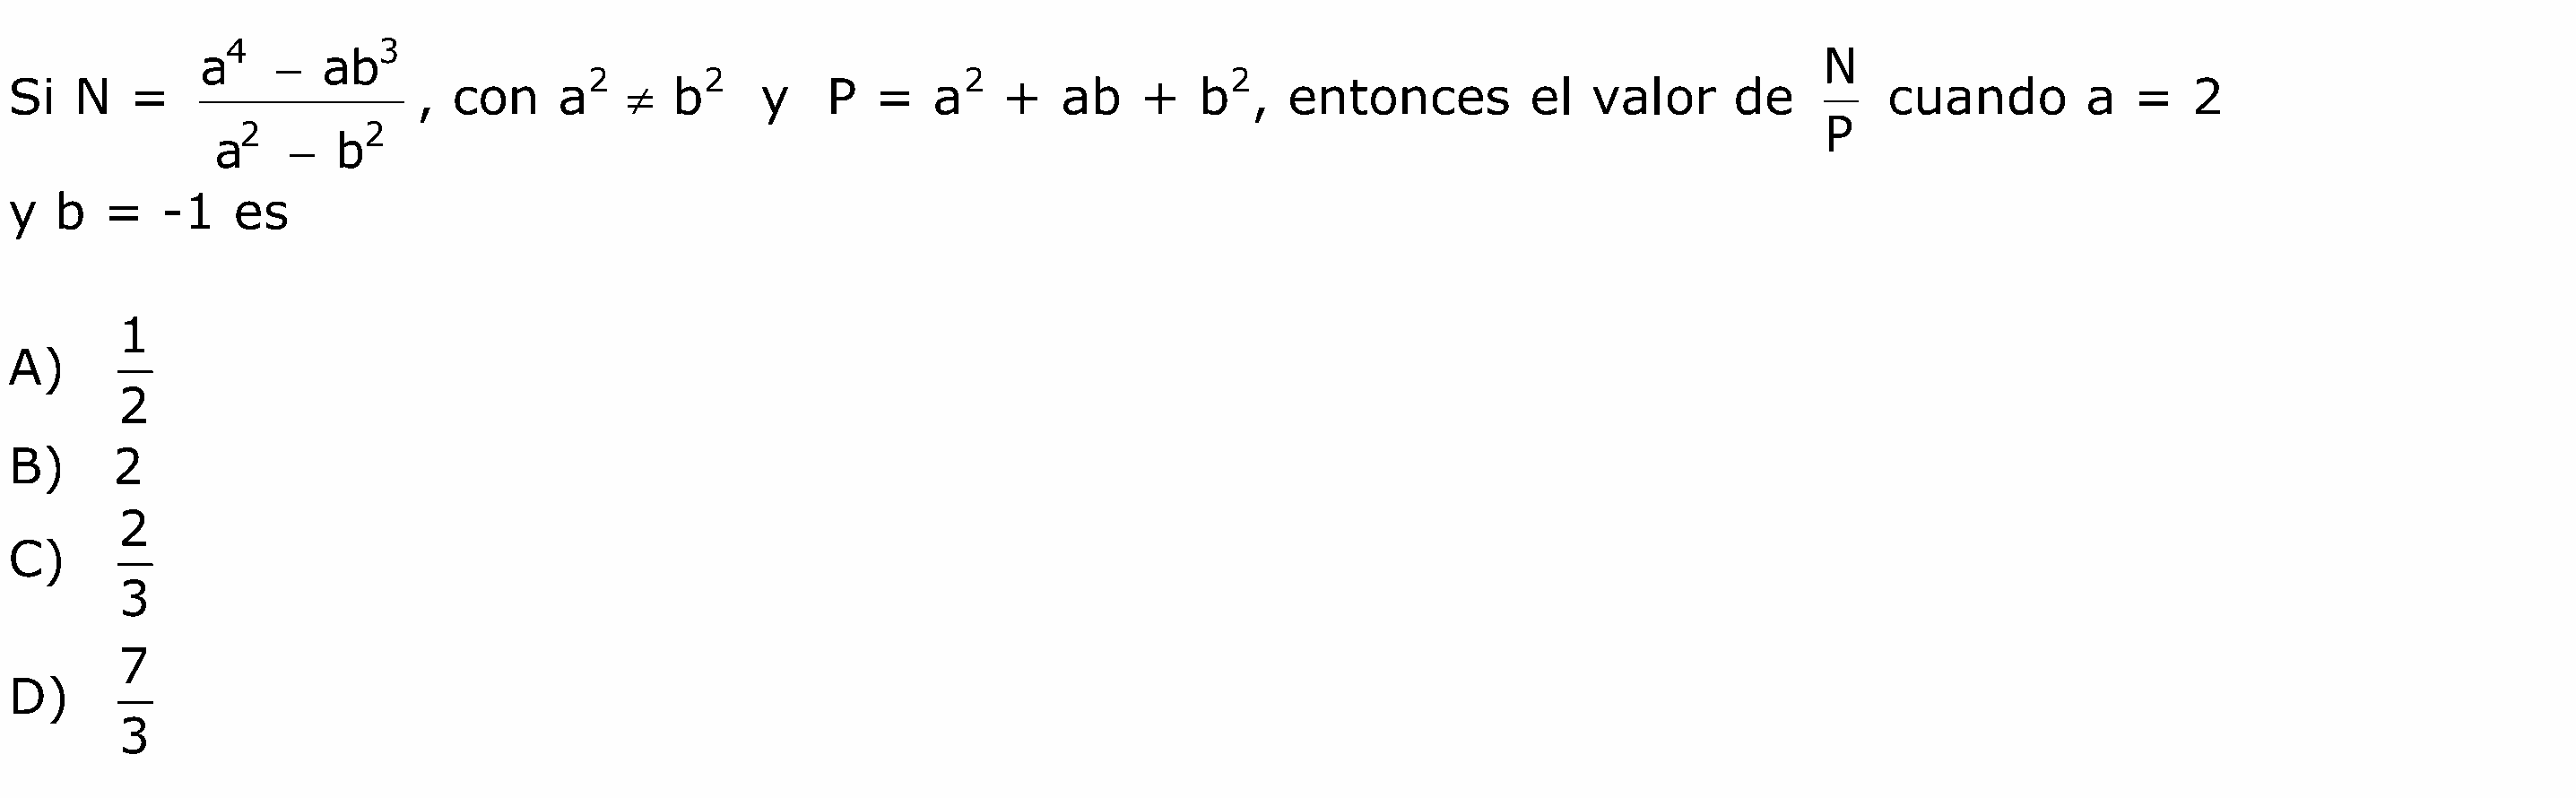 Si N = \frac{a^4 - ab^3}{a^2 - b^2}, con a^2 ≠ b^2 y P = a^2 + ab + b^2, entonces el valor de \frac{N}{P} cuando a = 2
y b = -1 es
A) \frac{1}{2}
B) 2
C) \frac{2}{3}
D) \frac{7}{3}